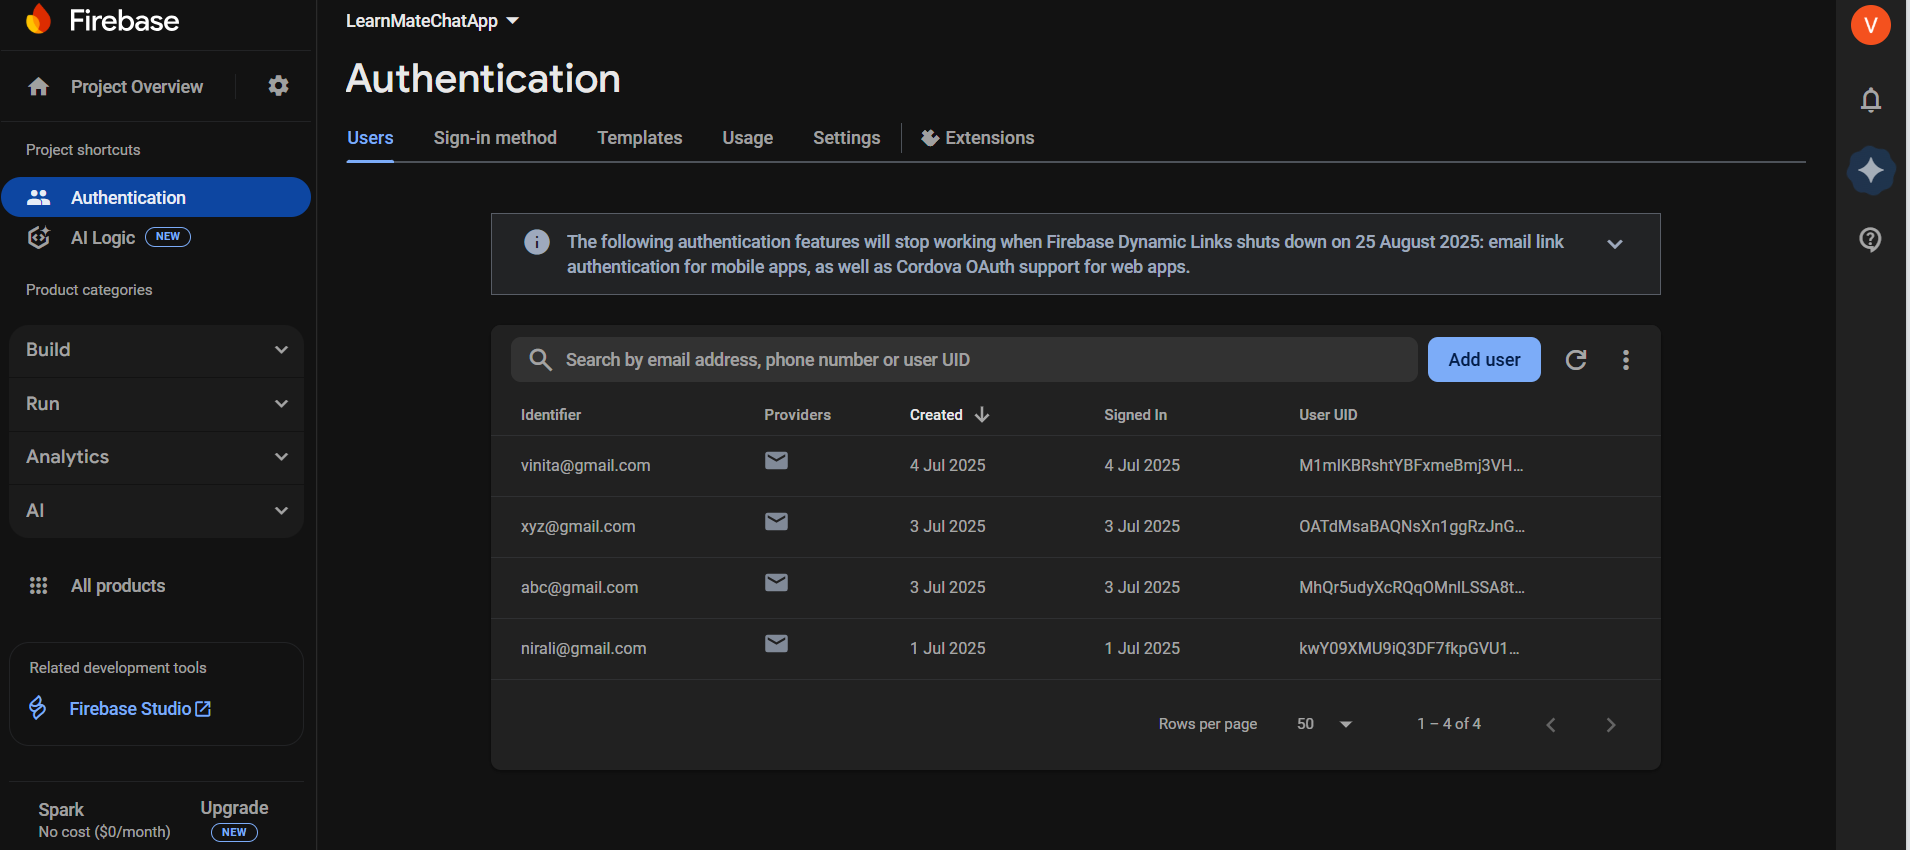 Firebase
Project Overview
Project shortcuts
Authentication
AI Logic NEW
Product categories
Build
Run
Analytics
AI
All products
Related development tools
Firebase Studio
Spark
No cost ($0/month)
Upgrade
NEW
LearnMateChatApp
Authentication
Users Sign-in method Templates Usage Settings Extensions
The following authentication features will stop working when Firebase Dynamic Links shuts down on 25 August 2025: email link
authentication for mobile apps, as well as Cordova OAuth support for web apps.
Search by email address, phone number or user UID Add user
Identifier Providers Created Signed In User UID
vinita@gmail.com 4 Jul 2025 4 Jul 2025 M1mlKBRshtYBFxmeBmj3VH...
xyz@gmail.com 3 Jul 2025 3 Jul 2025 OATdMsaBAQNsXn1ggRzJnG...
abc@gmail.com 3 Jul 2025 3 Jul 2025 MhQr5udyXcRQqOMnlLSSA8t...
nirali@gmail.com 1 Jul 2025 1 Jul 2025 kwY09XMU9iQ3DF7fkpGVU1...
Rows per page 50 1 – 4 of 4
V